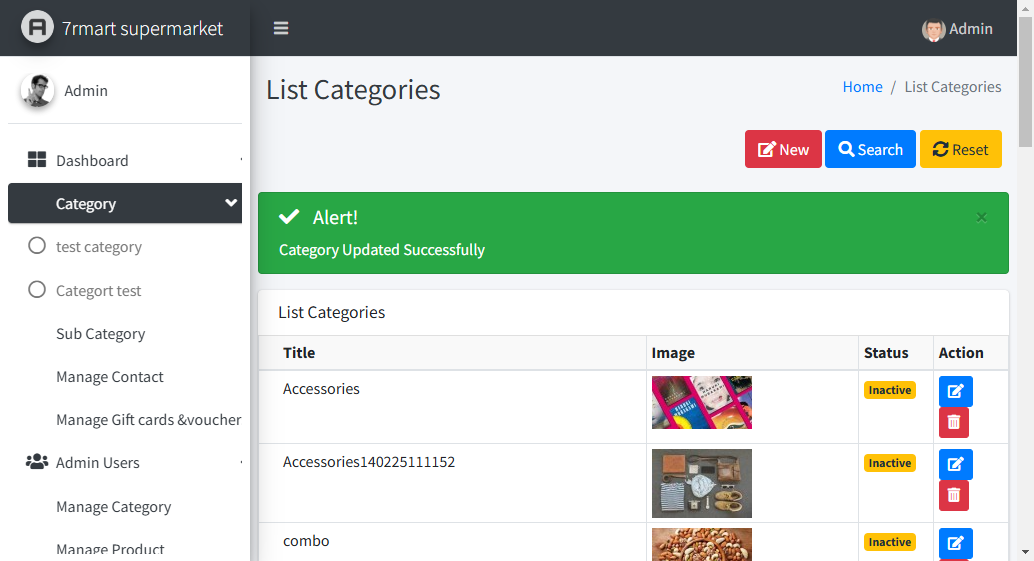 7rmart supermarket
Admin
Admin
List Categories
Home / List Categories
Dashboard
New
Search
Reset
Category
test category
Alert!
×
Category Updated Successfully
Categort test
List Categories
Sub Category
Title Image Status Action
Manage Contact
Accessories Inactive
Manage Gift cards &voucher
Admin Users
Accessories140225111152 Inactive
Manage Category
combo Inactive
Manage Product